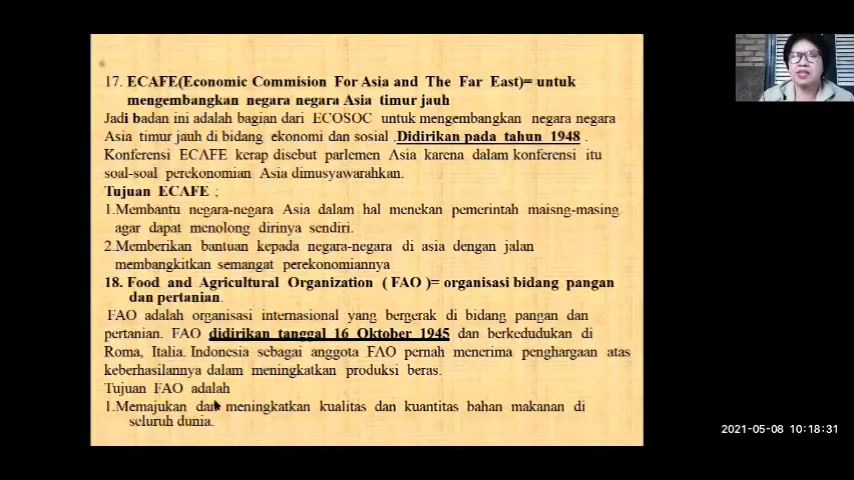 17. ECAFE(Economic Commision For Asia and The Far East)= untuk
mengembangkan negara negara Asia timur jauh
Jadi badan ini adalah bagian dari ECOSOC untuk mengembangkan negara negara
Asia timur jauh di bidang ekonomi dan sosial .Didirikan pada tahun 1948 .
Konferensi ECAFE kerap disebut parlemen Asia karena dalam konferensi itu
soal-soal perekonomian Asia dimusyawarahkan.
Tujuan ECAFE ;
1.Membantu negara-negara Asia dalam hal menekan pemerintah maisng-masing
agar dapat menolong dirinya sendiri.
2.Memberikan bantuan kepada negara-negara di asia dengan jalan
membangkitkan semangat perekonomiannya
18. Food and Agricultural Organization ( FAO )= organisasi bidang pangan
dan pertanian.
FAO adalah organisasi internasional yang bergerak di bidang pangan dan
pertanian. FAO didirikan tanggal 16 Oktober 1945 dan berkedudukan di
Roma, Italia. Indonesia sebagai anggota FAO pernah menerima penghargaan atas
keberhasilannya dalam meningkatkan produksi beras.
Tujuan FAO adalah
1.Memajukan dan meningkatkan kualitas dan kuantitas bahan makanan di
seluruh dunia.
2021-05-08 10:18:31